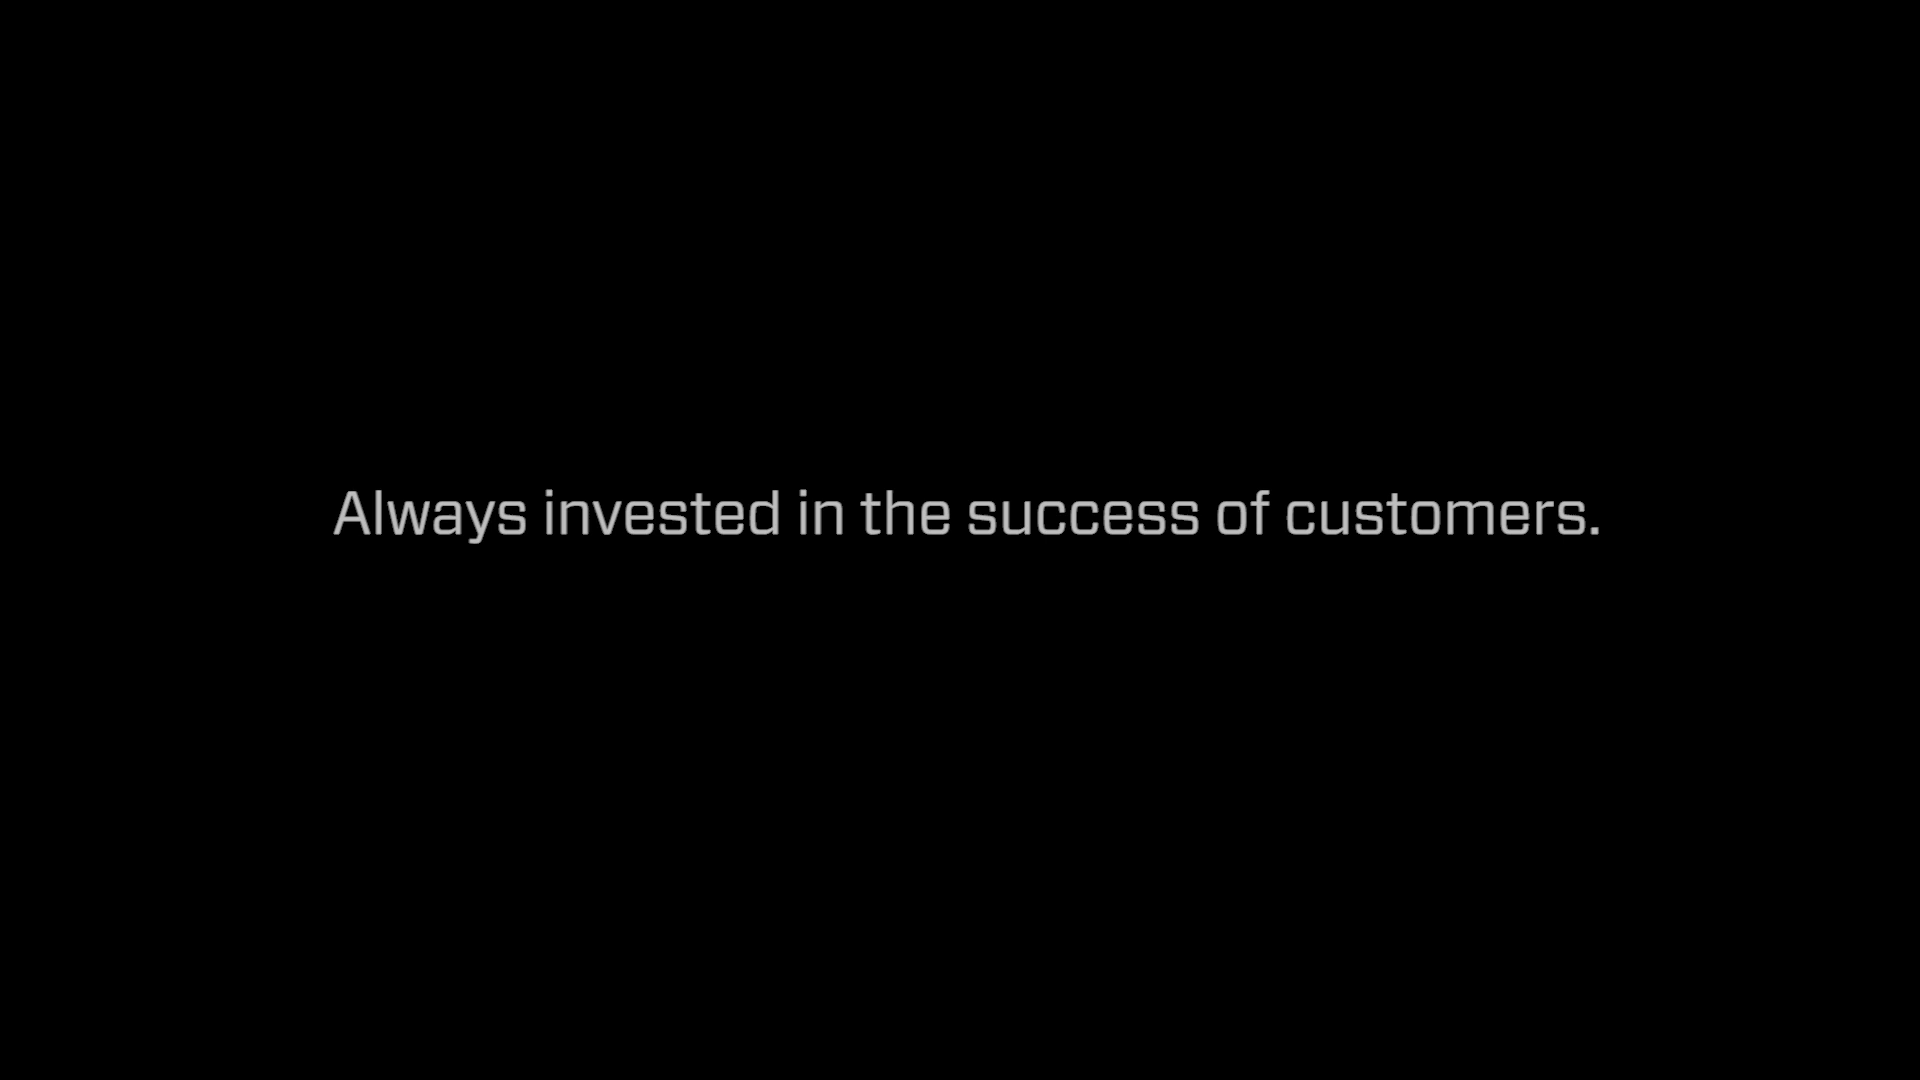 Always invested in the success of customers.